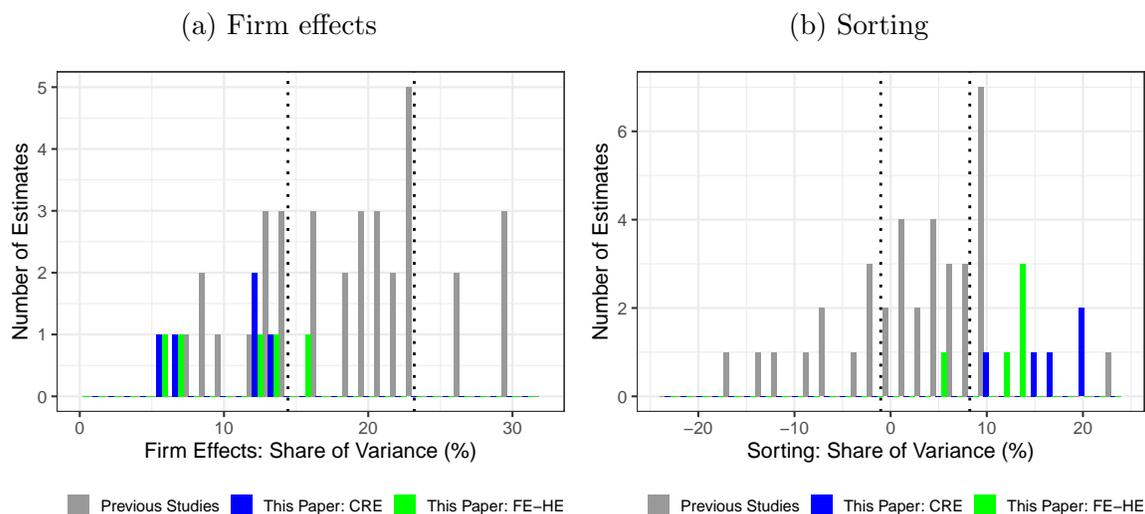 (a) Firm effects
5
4
3
2
1
0
Number of Estimates
0 10 20 30
Firm Effects: Share of Variance (%)
Previous Studies This Paper: CRE This Paper: FE−HE
(b) Sorting
6
4
2
0
Number of Estimates
−20 −10 0 10 20
Sorting: Share of Variance (%)
Previous Studies This Paper: CRE This Paper: FE−HE